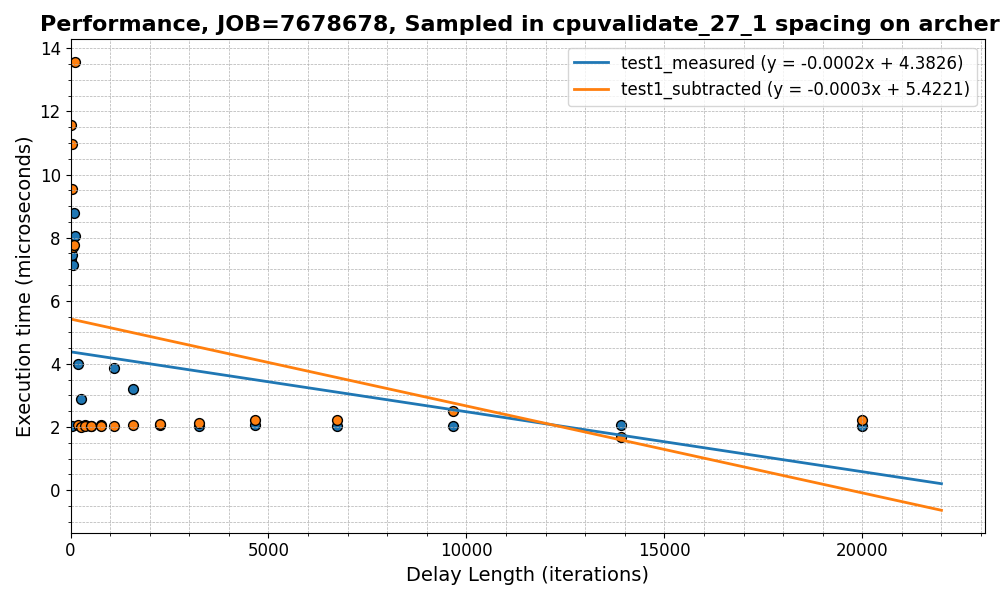 Performance, JOB=7678678, Sampled in cpuvalidate_27_1 spacing on archer
test1_measured (y = -0.0002x + 4.3826)
test1_subtracted (y = -0.0003x + 5.4221)
Execution time (microseconds)
14
12
10
8
6
4
2
0
0
5000
10000
15000
20000
Delay Length (iterations)